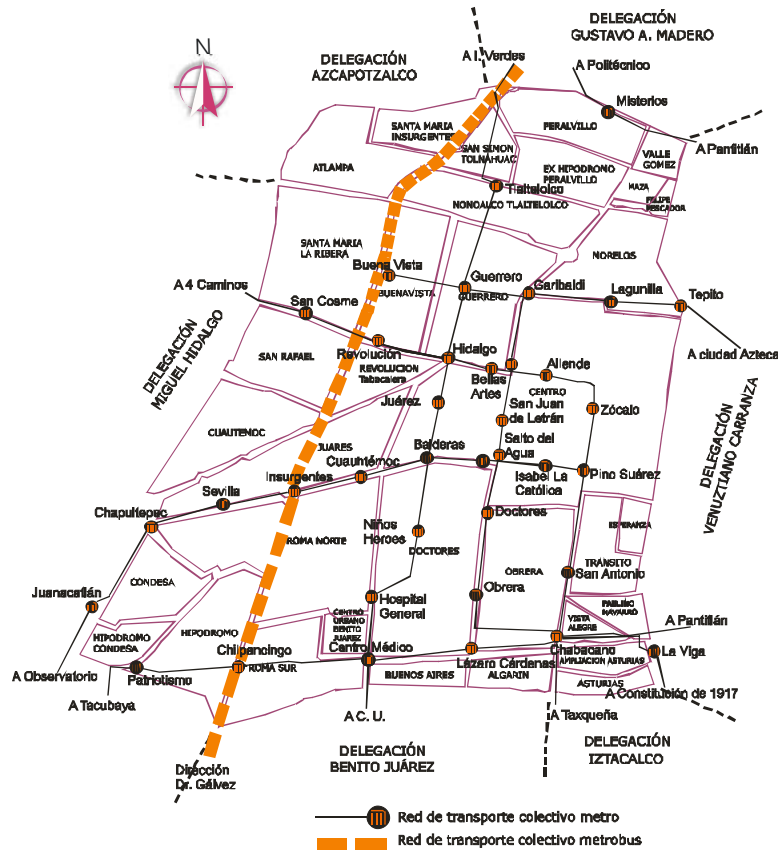 DELEGACIÓN
GUSTAVO A. MADERO
N
DELEGACIÓN
AZCAPOTZALCO
A I. Verdes
A Politécnico
Misterios
SANTA MARIA
INSURGENTES
PERALVILLO
A Pantitlán
SAN SIMON
TOLNAHUAC
VALLE
GOMEZ
ATLAMPA
EX HIPODROMO
PERALVILLO
Tlaltelolco
MAZA
FELIPE
PESCADOR
NONOALCO TLALTELOLCO
SANTA MARIA
LA RIBERA
NORELOS
Buena Vista
A 4 Caminos
BUENAVISTA
Guerrero
GUERRERO
Garibaldi
Lagunilla
Tepito
San Cosme
DELEGACIÓN
MIGUEL HIDALGO
SAN RAFAEL
Revolución
REVOLUCION
Tabacalera
Hidalgo
A ciudad Azteca
Bellas
Artes
Allende
CENTRO
Juárez
San Juan
de Letrán
Zócalo
CUAUTEMOC
JUARES
Salto del
Agua
DELEGACIÓN
VENUZTIANO CARRANZA
Balderas
Cuauhtémoc
Insurgentes
Isabel La
Católica
Pino Suárez
Sevilla
Chapultepec
Niños
Heroes
Doctores
ESPERANZA
ROMA NORTE
DOCTORES
TRÁNSITO
CONDESA
OBRERA
San Antonio
Juanacatlán
Obrera
Hospital
General
CENTRO
URBANO
BENITO
JUAREZ
PAULINO
NAVARRO
VISTA
ALEGRE
A Pantitlán
HIPODROMO
CONDESA
HIPODROMO
Chilpancingo
ROMA SUR
Centro Médico
Lázaro Cárdenas
Chabacano
AMPLIACION ASTURIAS
La Viga
A Observatorio
Patriotismo
BUENOS AIRES
ALGARIN
ASTURIAS
A Constitución de 1917
A Tacubaya
A C. U.
A Taxqueña
DELEGACIÓN
BENITO JUÁREZ
DELEGACIÓN
IZTACALCO
Dirección
Dr. Gálvez
Red de transporte colectivo metro
Red de transporte colectivo metrobus